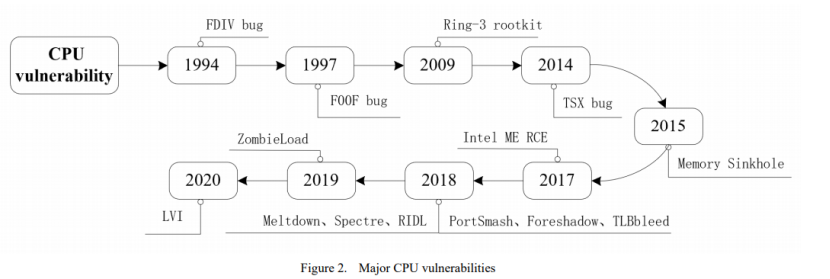 FDIV bug
Ring-3 rootkit
CPU
vulnerability
1994
1997
2009
2014
F00F bug
TSX bug
2015
ZombieLoad
Intel ME RCE
Memory Sinkhole
2020
2019
2018
2017
LVI
Meltdown、Spectre、RIDL
PortSmash、Foreshadow、TLBbleed
Figure 2. Major CPU vulnerabilities